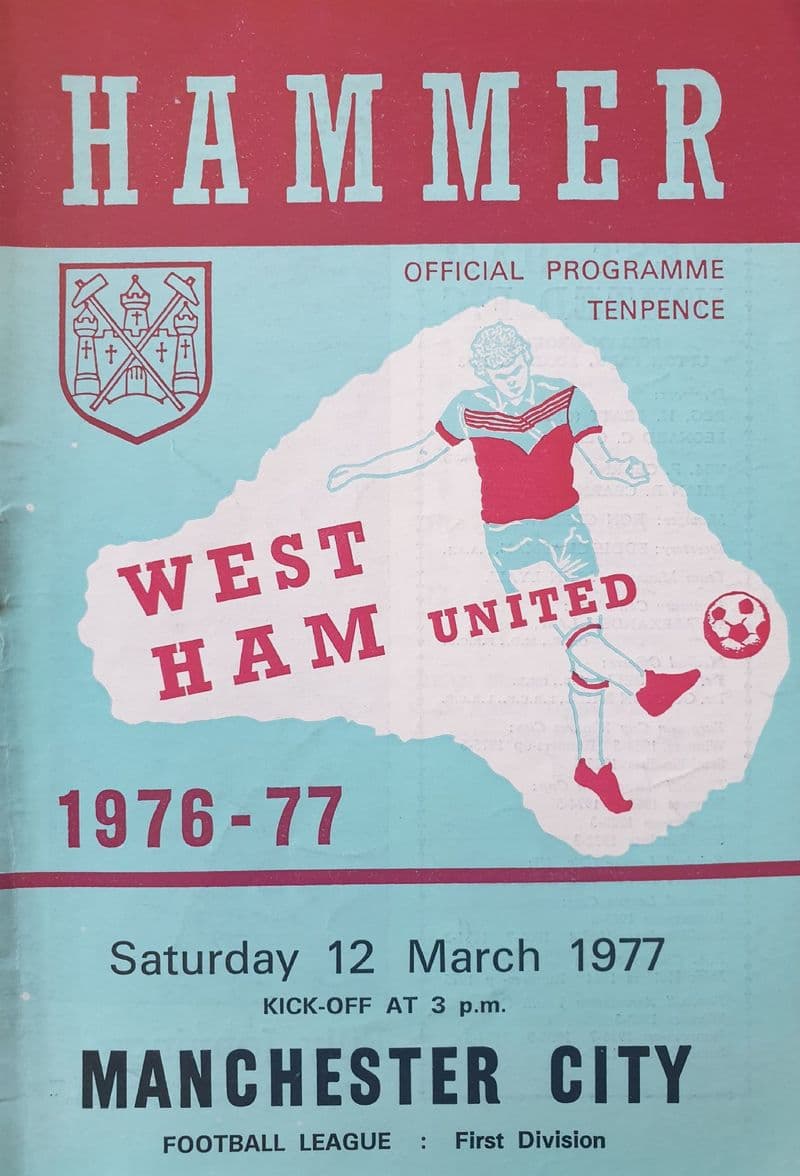 HAMMER
OFFICIAL PROGRAMME
TENPENCE
WEST
HAM UNITED
1976-77
Saturday 12 March 1977
KICK-OFF AT 3 p.m.
MANCHESTER CITY
FOOTBALL LEAGUE : First Division